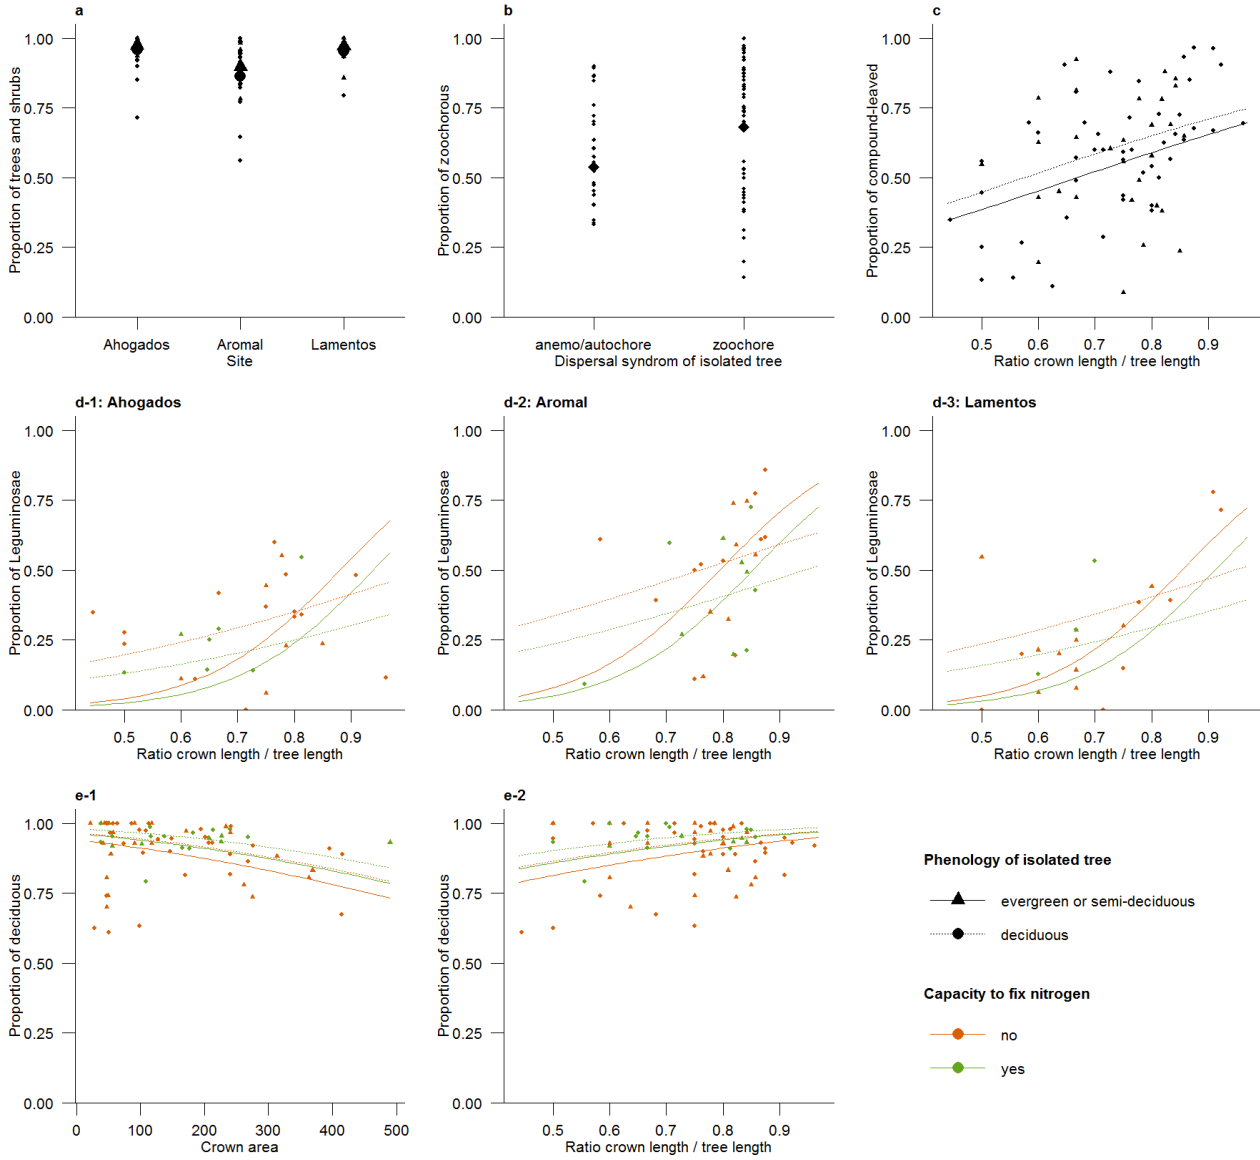 a
1.00
0.75
0.50
0.25
0.00
Proportion of trees and shrubs
Ahogados
Aromal
Lamentos
Site
b
1.00
0.75
0.50
0.25
0.00
Proportion of zoochorous
anemo/autochore
zoochore
Dispersal syndrom of isolated tree
c
1.00
0.75
0.50
0.25
0.00
Proportion of compound-leaved
0.5 0.6 0.7 0.8 0.9
Ratio crown length / tree length
d-1: Ahogados
1.00
0.75
0.50
0.25
0.00
Proportion of Leguminosae
0.5 0.6 0.7 0.8 0.9
Ratio crown length / tree length
d-2: Aromal
1.00
0.75
0.50
0.25
0.00
Proportion of Leguminosae
0.5 0.6 0.7 0.8 0.9
Ratio crown length / tree length
d-3: Lamentos
1.00
0.75
0.50
0.25
0.00
Proportion of Leguminosae
0.5 0.6 0.7 0.8 0.9
Ratio crown length / tree length
e-1
1.00
0.75
0.50
0.25
0.00
Proportion of deciduous
0 100 200 300 400 500
Crown area
e-2
1.00
0.75
0.50
0.25
0.00
Proportion of deciduous
0.5 0.6 0.7 0.8 0.9
Ratio crown length / tree length
Phenology of isolated tree
evergreen or semi-deciduous
deciduous
Capacity to fix nitrogen
no
yes